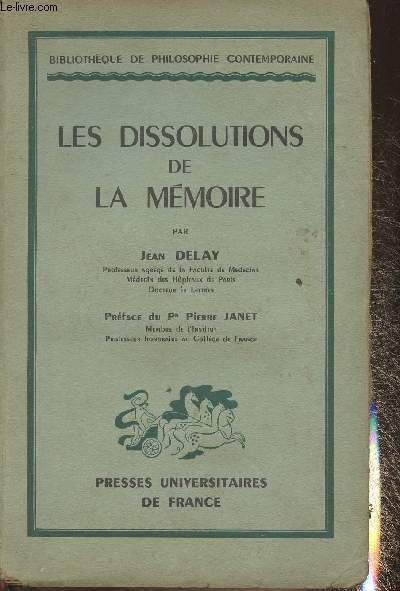 Le-livre.com
BIBLIOTHÈQUE DE PHILOSOPHIE CONTEMPORAINE
LES DISSOLUTIONS
DE
LA MÉMOIRE
PAR
JEAN DELAY
Professeur agrégé de la Faculté de Médecine
Médecin des Hôpitaux de Paris
Docteur ès Lettres
PRÉFACE DU Pr PIERRE JANET
Membre de l'Institut
Professeur honoraire au Collège de France
PRESSES UNIVERSITAIRES
DE FRANCE